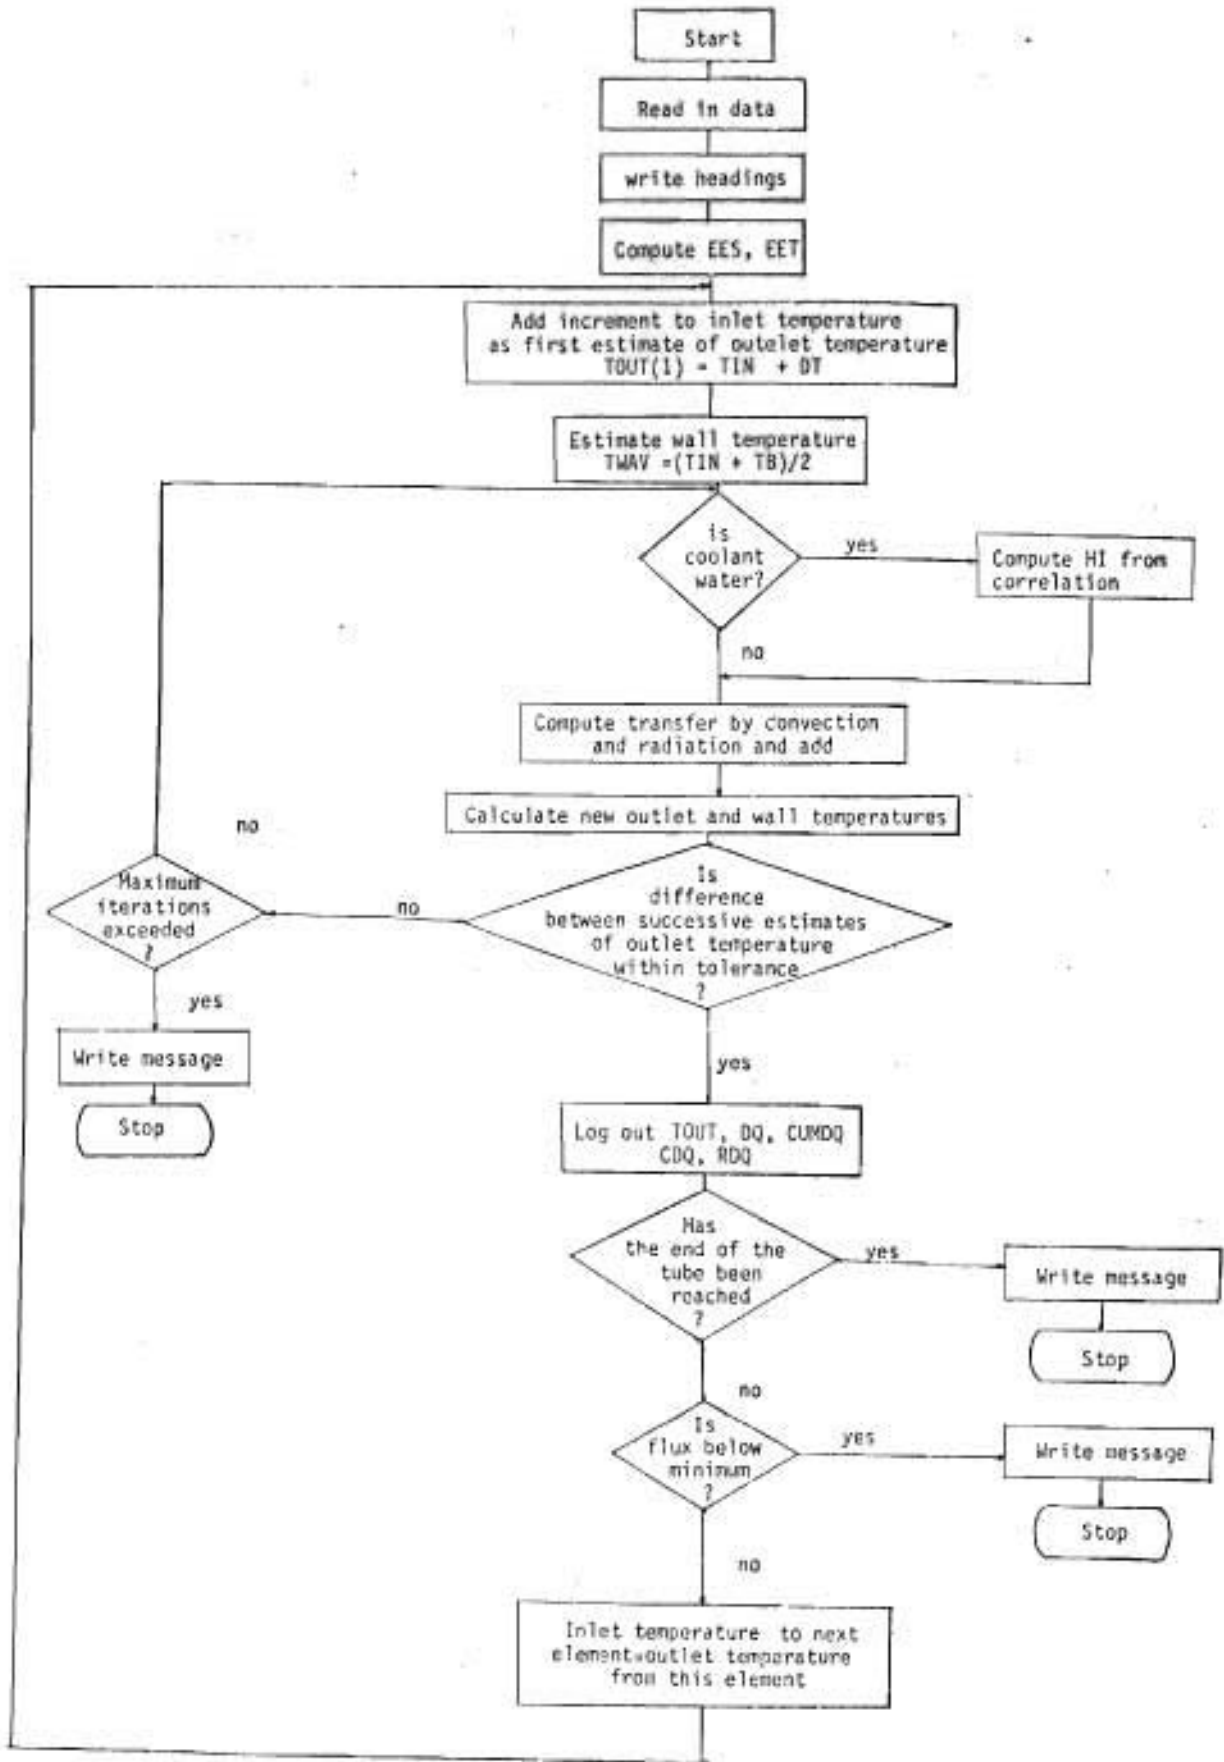 Start
Read in data
write headings
Compute EES, EET
Add increment to inlet temperature
as first estimate of outelet temperature
TOUT(1) = TIN + DT
Estimate wall temperature
TWAV =(TIN + TB)/2
is
coolant
water?
yes
Compute HI from
correlation
no
Compute transfer by convection
and radiation and add
Calculate new outlet and wall temperatures
no
Maximum
iterations
exceeded
?
no
Is
difference
between successive estimates
of outlet temperature
within tolerance
?
yes
Write message
Stop
yes
Log out TOUT, DQ, CUMDQ
CDQ, RDQ
Has
the end of the
tube been
reached
?
yes
Write message
Stop
no
Is
flux below
minimum
?
yes
Write message
Stop
no
Inlet temperature to next
element=outlet temperature
from this element